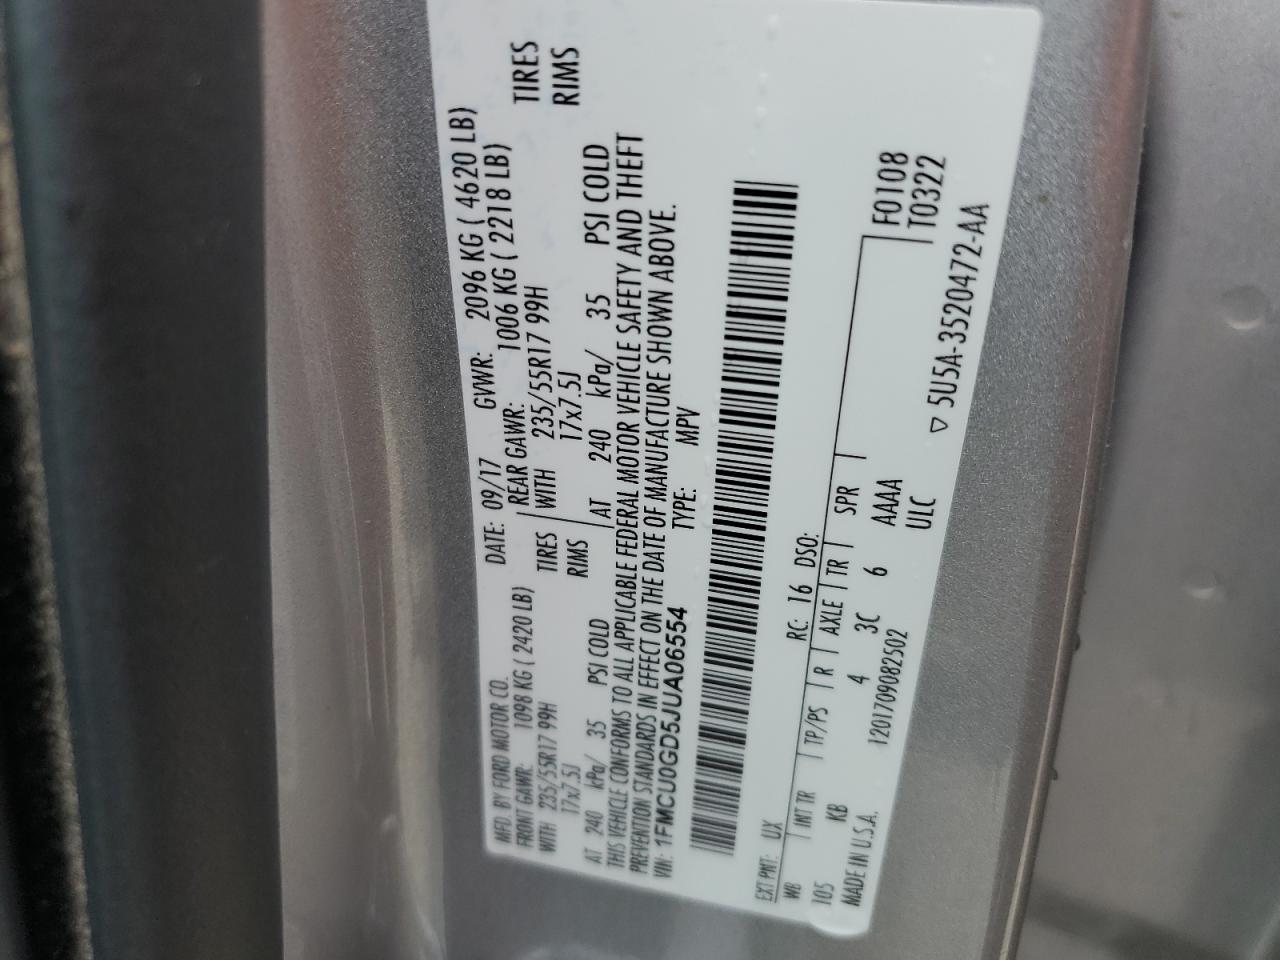 MFD. BY FORD MOTOR CO. DATE: 09/17 GVWR: 2096 KG ( 4620 LB)
FRONT GAWR: 1098 KG ( 2420 LB) REAR GAWR: 1006 KG ( 2218 LB)
WITH 235/55R17 99H TIRES WITH 235/55R17 99H TIRES
17x7.5J RIMS 17x7.5J RIMS
AT 240 kPa/ 35 PSI COLD AT 240 kPa/ 35 PSI COLD
THIS VEHICLE CONFORMS TO ALL APPLICABLE FEDERAL MOTOR VEHICLE SAFETY AND THEFT
PREVENTION STANDARDS IN EFFECT ON THE DATE OF MANUFACTURE SHOWN ABOVE.
VIN: 1FMCU0GD5JUA06554 TYPE: MPV
EXT PNT: UX RC: 16 DSO:
WB INT TR TP/PS R AXLE TR SPR F0108
105 KB 4 3C 6 AAAA T0322
MADE IN U.S.A. 1201709082502 ULC ▽ 5U5A-3520472-AA